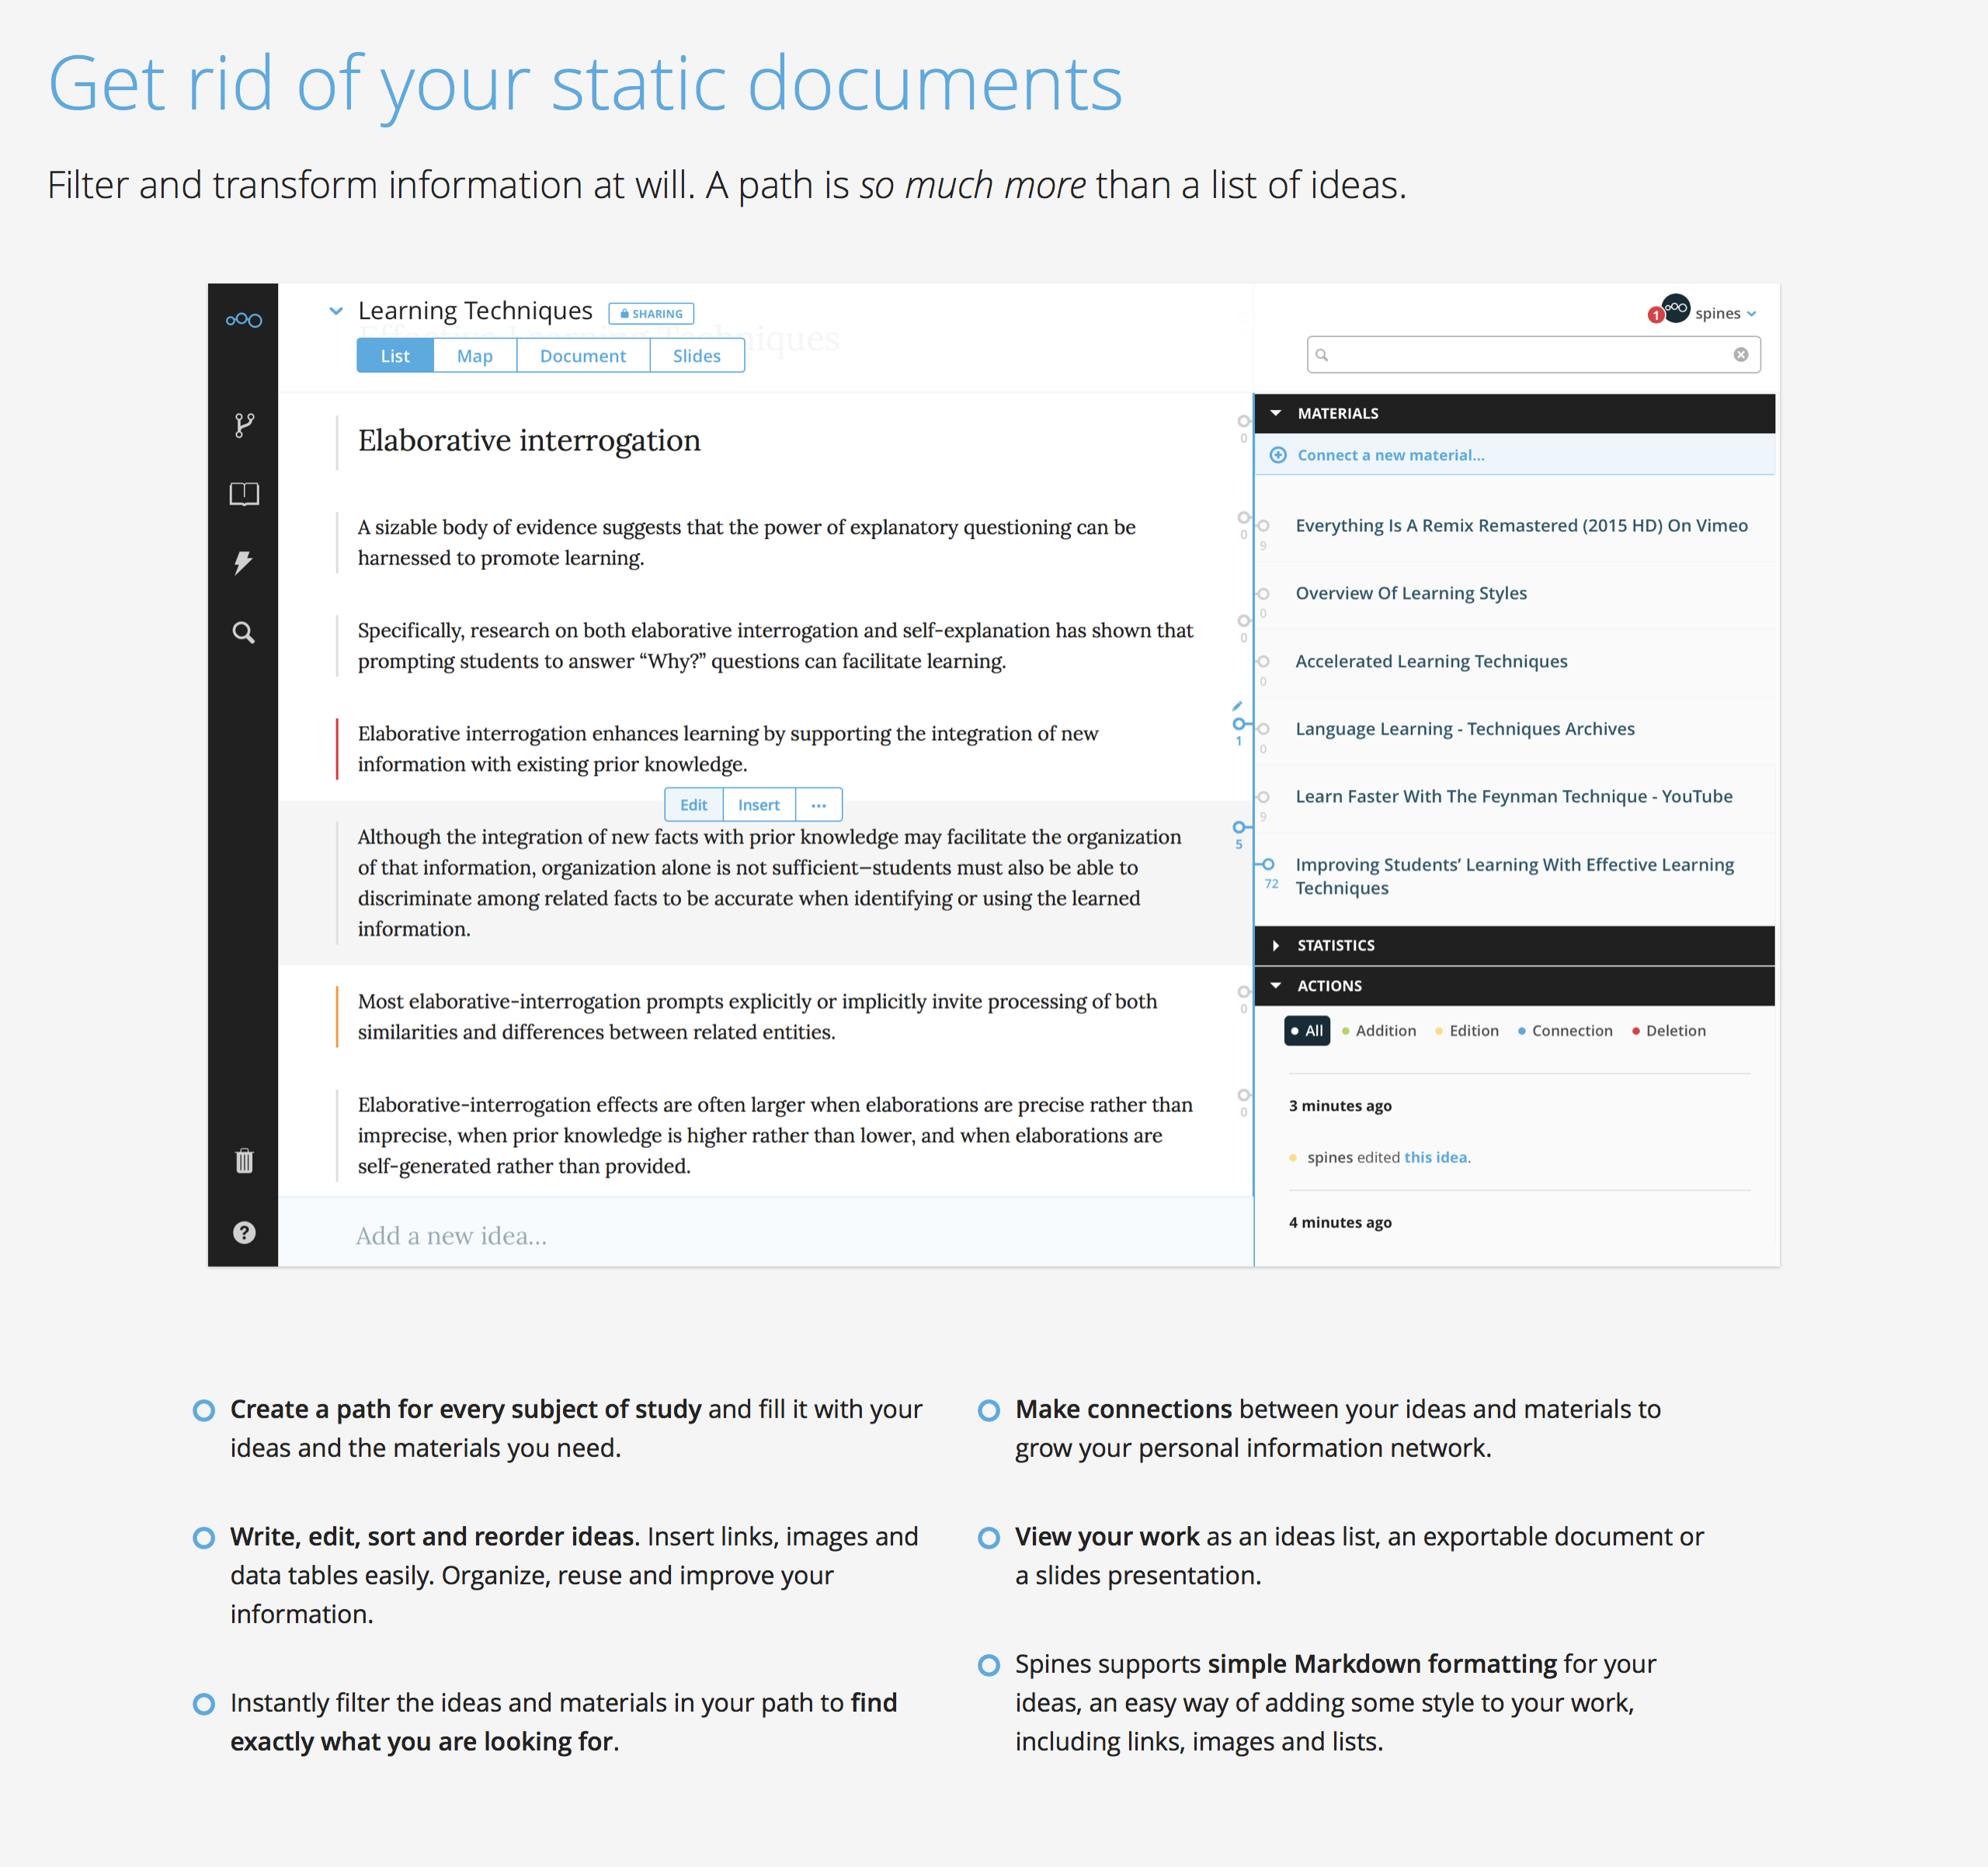 Get rid of your static documents
Filter and transform information at will. A path is so much more than a list of ideas.
Learning Techniques
SHARING
Effective Learning Techniques
List
Map
Document
Slides
1
spines
Elaborative interrogation
0
A sizable body of evidence suggests that the power of explanatory questioning can be
harnessed to promote learning.
0
Specifically, research on both elaborative interrogation and self-explanation has shown that
prompting students to answer “Why?” questions can facilitate learning.
0
Elaborative interrogation enhances learning by supporting the integration of new
information with existing prior knowledge.
1
Edit
Insert
...
Although the integration of new facts with prior knowledge may facilitate the organization
of that information, organization alone is not sufficient—students must also be able to
discriminate among related facts to be accurate when identifying or using the learned
information.
5
Most elaborative-interrogation prompts explicitly or implicitly invite processing of both
similarities and differences between related entities.
0
Elaborative-interrogation effects are often larger when elaborations are precise rather than
imprecise, when prior knowledge is higher rather than lower, and when elaborations are
self-generated rather than provided.
0
Add a new idea...
?
MATERIALS
Connect a new material...
Everything Is A Remix Remastered (2015 HD) On Vimeo
9
Overview Of Learning Styles
0
Accelerated Learning Techniques
0
Language Learning - Techniques Archives
0
Learn Faster With The Feynman Technique - YouTube
9
Improving Students’ Learning With Effective Learning
Techniques
72
STATISTICS
ACTIONS
All
Addition
Edition
Connection
Deletion
3 minutes ago
spines edited this idea.
4 minutes ago
Create a path for every subject of study and fill it with your
ideas and the materials you need.
Write, edit, sort and reorder ideas. Insert links, images and
data tables easily. Organize, reuse and improve your
information.
Instantly filter the ideas and materials in your path to find
exactly what you are looking for.
Make connections between your ideas and materials to
grow your personal information network.
View your work as an ideas list, an exportable document or
a slides presentation.
Spines supports simple Markdown formatting for your
ideas, an easy way of adding some style to your work,
including links, images and lists.